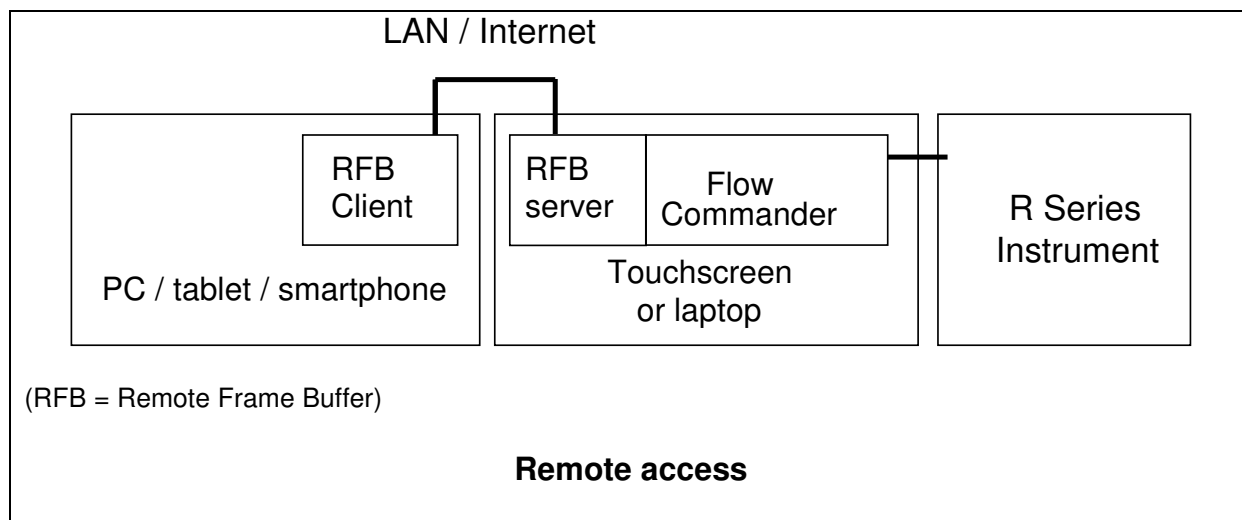 LAN / Internet
RFB
Client
PC / tablet / smartphone
RFB
server
Flow
Commander
Touchscreen
or laptop
R Series
Instrument
(RFB = Remote Frame Buffer)
Remote access